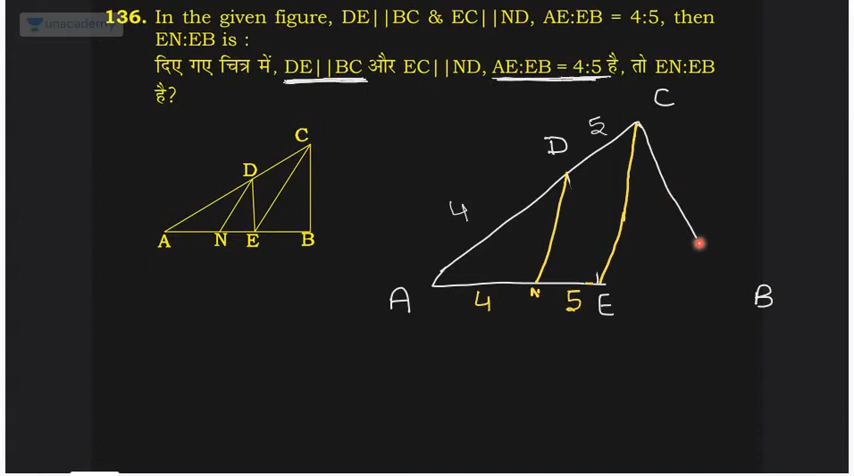 unacademy
136. In the given figure, DE||BC & EC||ND, AE:EB = 4:5, then
EN:EB is :
दिए गए चित्र में, DE||BC और EC||ND, AE:EB = 4:5 है, तो EN:EB
है?
C
D
A N E B
C
5
D
4
A
4
N
5
E
B